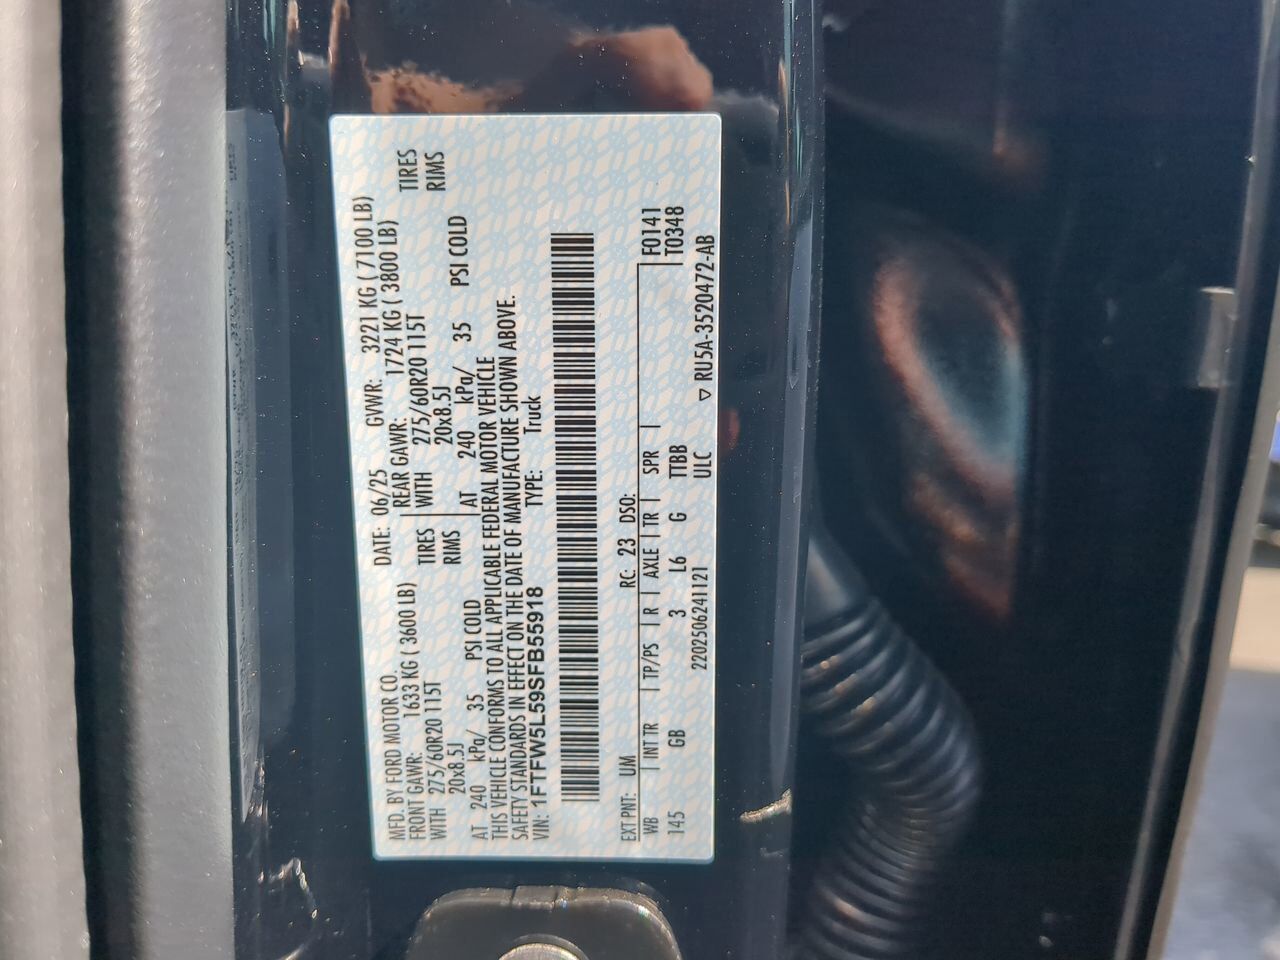 MFD. BY FORD MOTOR CO. DATE: 06/25 GVWR: 3221 KG ( 7100 LB)
FRONT GAWR: 1633 KG ( 3600 LB) REAR GAWR: 1724 KG ( 3800 LB)
WITH 275/60R20 115T TIRES WITH 275/60R20 115T TIRES
20x8.5J RIMS 20x8.5J RIMS
AT 240 kPa/ 35 PSI COLD AT 240 kPa/ 35 PSI COLD
THIS VEHICLE CONFORMS TO ALL APPLICABLE FEDERAL MOTOR VEHICLE
SAFETY STANDARDS IN EFFECT ON THE DATE OF MANUFACTURE SHOWN ABOVE.
VIN: 1FTFW5L59SFB55918 TYPE: Truck
EXT PNT: UM RC: 23 DSO: F0141
WB INT TR TP/PS R AXLE TR SPR T0348
145 GB 3 L6 G TTBB
2202506241121 ULC ▽ RU5A-3520472-AB